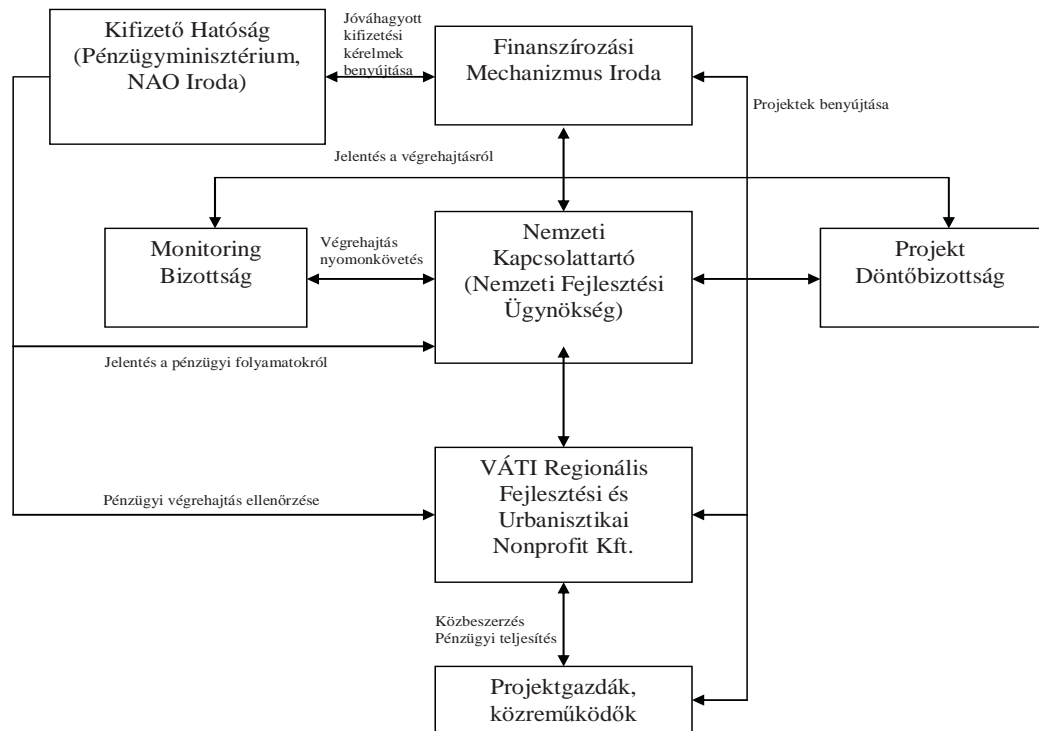 Kifizető Hatóság
(Pénzügyminisztérium,
NAO Iroda)
Jóváhagyott
kifizetési
kérelmek
benyújtása
Finanszírozási
Mechanizmus Iroda
Projektek benyújtása
Jelentés a végrehajtásról
Monitoring
Bizottság
Végrehajtás
nyomonkövetés
Nemzeti
Kapcsolattartó
(Nemzeti Fejlesztési
Ügynökség)
Projekt
Döntőbizottság
Jelentés a pénzügyi folyamatokról
Pénzügyi végrehajtás ellenőrzése
VÁTI Regionális
Fejlesztési és
Urbanisztikai
Nonprofit Kft.
Közbeszerzés
Pénzügyi teljesítés
Projektgazdák,
közreműködők